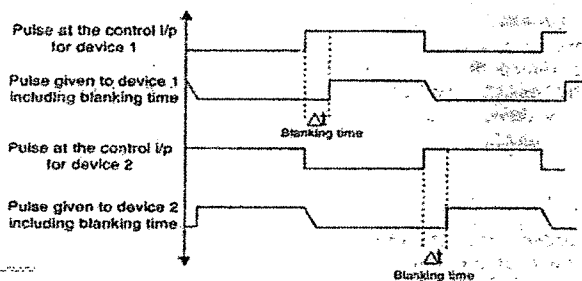 Pulse at the control i/p
for device 1
Pulse given to device 1
including blanking time
Δt
Blanking time
Pulse at the control i/p
for device 2
Pulse given to device 2
including blanking time
Δt
Blanking time